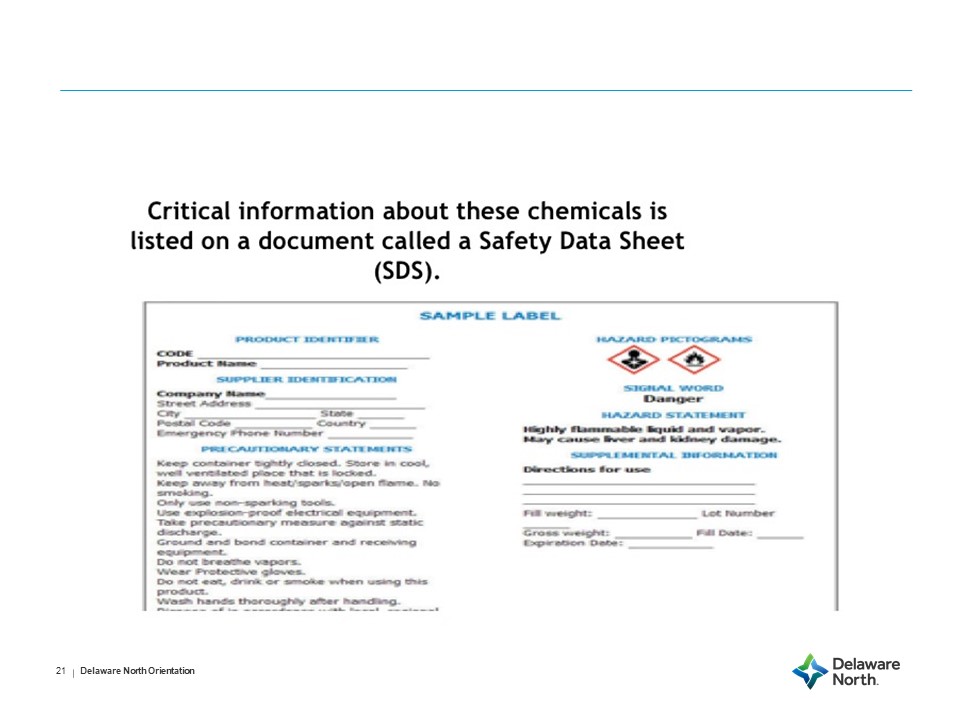 Critical information about these chemicals is
listed on a document called a Safety Data Sheet
(SDS).
SAMPLE LABEL
PRODUCT IDENTIFIER
CODE
Product Name
SUPPLIER IDENTIFICATION
Company Name
Street Address
City State
Postal Code Country
Emergency Phone Number
PRECAUTIONARY STATEMENTS
Keep container tightly closed. Store in cool,
well ventilated place that is locked.
Keep away from heat/sparks/open flame. No
smoking.
Only use non-sparking tools.
Use explosion-proof electrical equipment.
Take precautionary measure against static
discharge.
Ground and bond container and receiving
equipment.
Do not breathe vapors.
Wear Protective gloves.
Do not eat, drink or smoke when using this
product.
Wash hands thoroughly after handling.
HAZARD PICTOGRAMS
SIGNAL WORD
Danger
HAZARD STATEMENT
Highly flammable liquid and vapor.
May cause liver and kidney damage.
SUPPLEMENTAL INFORMATION
Directions for use
Fill weight: Lot Number
Gross weight: Fill Date:
Expiration Date:
21 | Delaware North Orientation
Delaware
North.